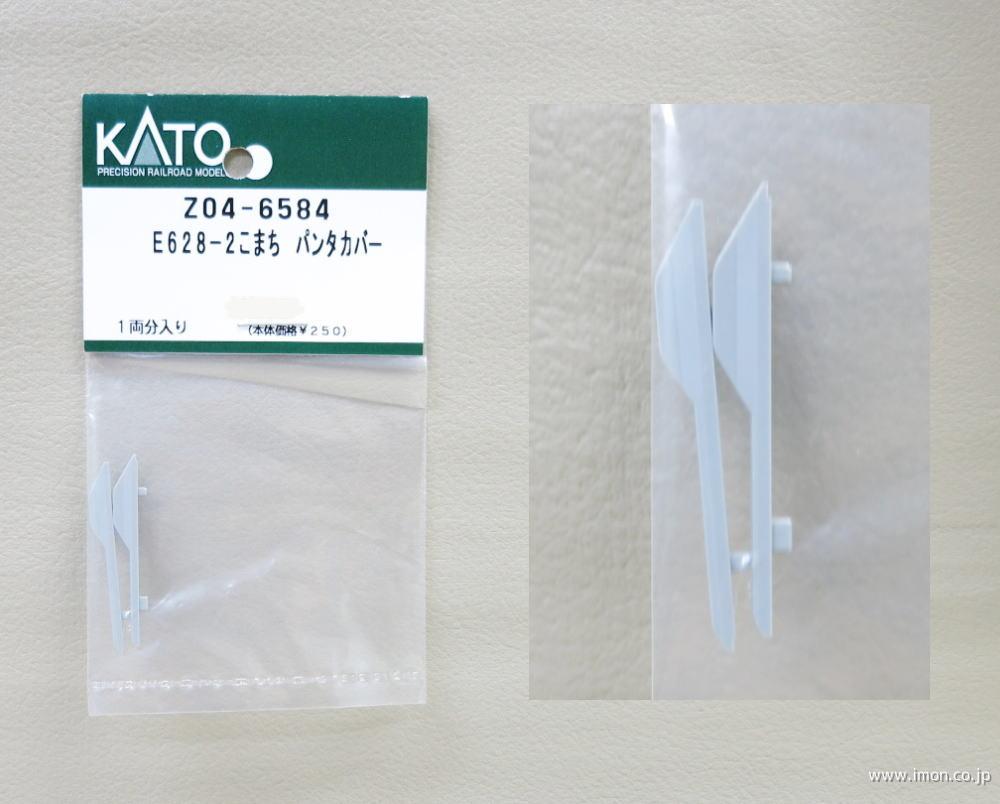 KATO
PRECISION RAILROAD MODELS
Z04-6584
E628-2こまち パンタカバー
1両分入り
(本体価格¥250)
www.imon.co.jp